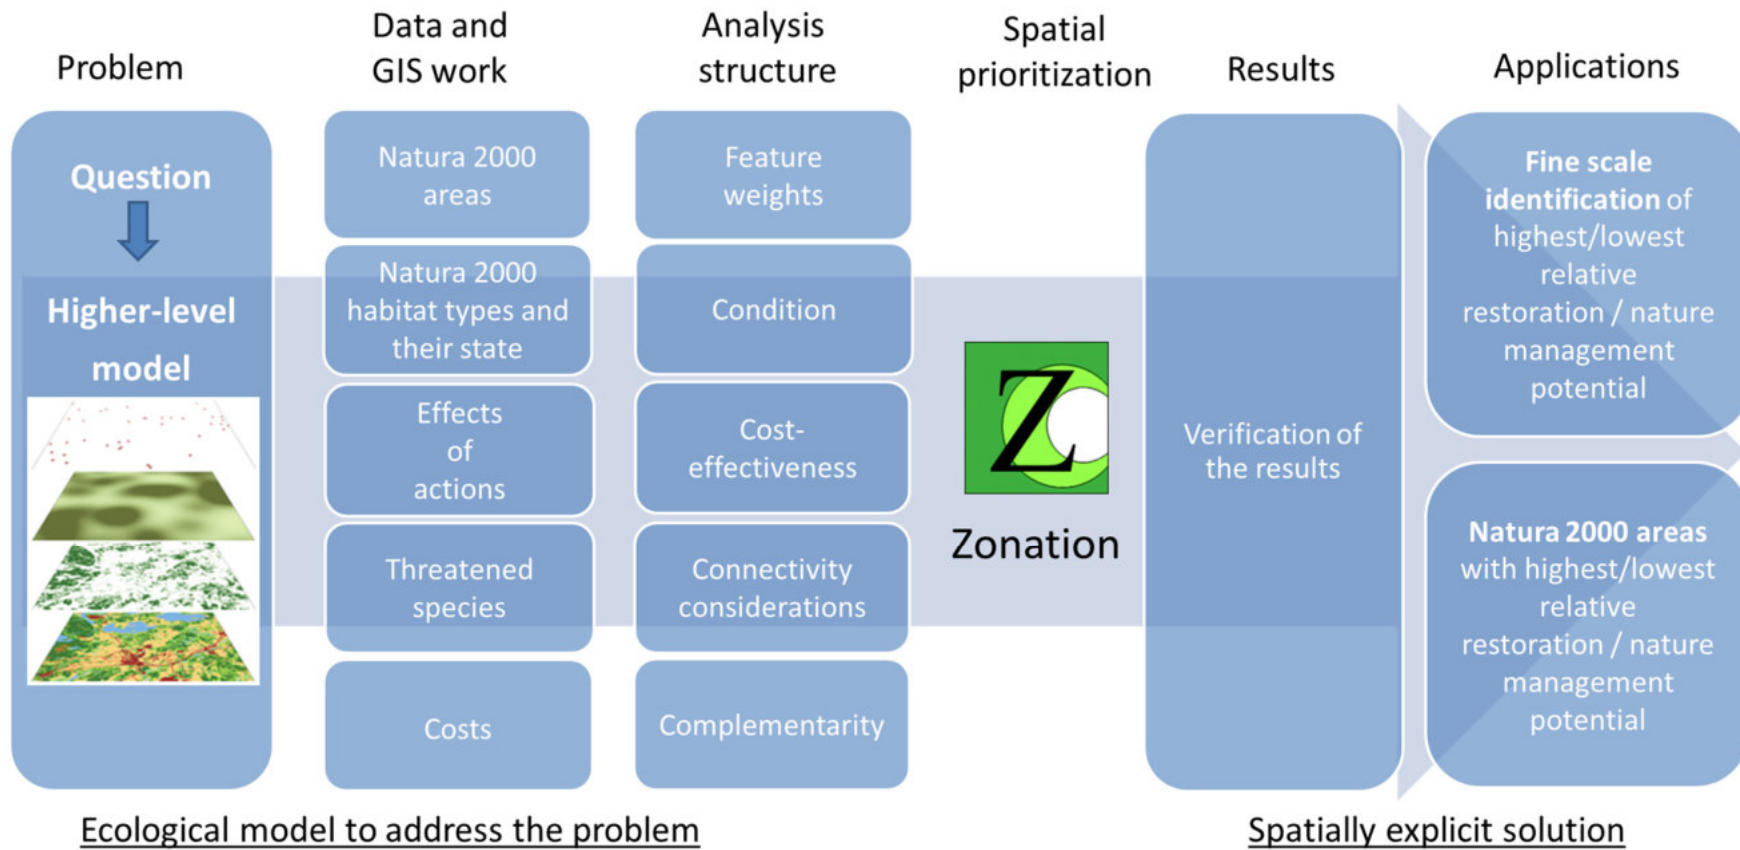 Problem
Data and
GIS work
Analysis
structure
Spatial
prioritization
Results
Applications
Question
Higher-level
model
Natura 2000
areas
Natura 2000
habitat types and
their state
Effects
of
actions
Threatened
species
Costs
Feature
weights
Condition
Cost-
effectiveness
Connectivity
considerations
Complementarity
Z
Zonation
Verification of
the results
Fine scale
identification of
highest/lowest
relative
restoration / nature
management
potential
Natura 2000 areas
with highest/lowest
relative
restoration / nature
management
potential
Ecological model to address the problem
Spatially explicit solution